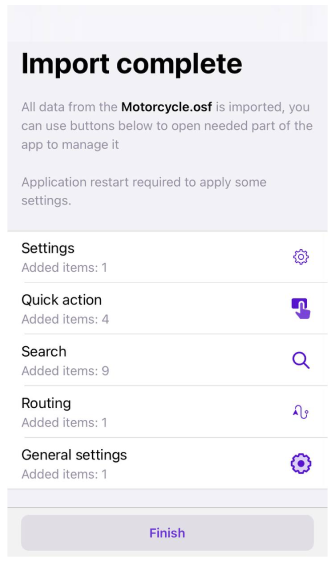 Import complete
All data from the Motorcycle.osf is imported, you
can use buttons below to open needed part of the
app to manage it
Application restart required to apply some
settings.
Settings
Added items: 1
Quick action
Added items: 4
Search
Added items: 9
Routing
Added items: 1
General settings
Added items: 1
Finish